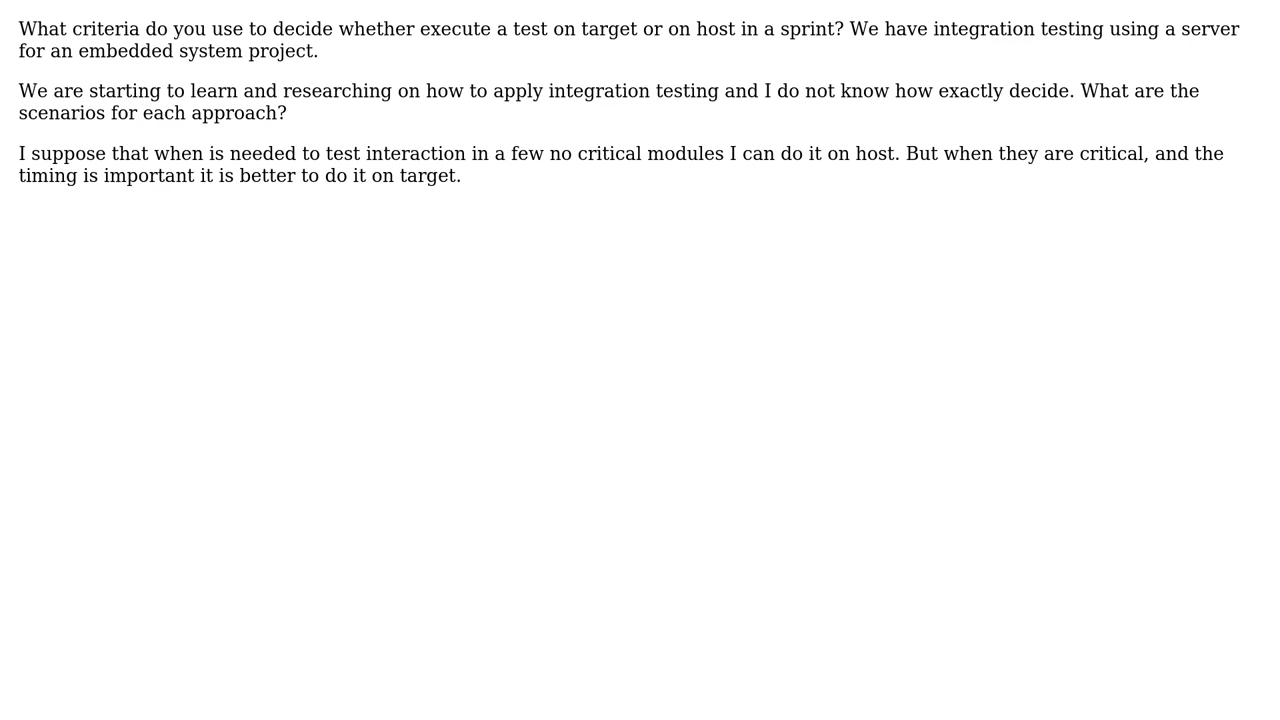 What criteria do you use to decide whether execute a test on target or on host in a sprint? We have integration testing using a server
for an embedded system project.
We are starting to learn and researching on how to apply integration testing and I do not know how exactly decide. What are the
scenarios for each approach?
I suppose that when is needed to test interaction in a few no critical modules I can do it on host. But when they are critical, and the
timing is important it is better to do it on target.